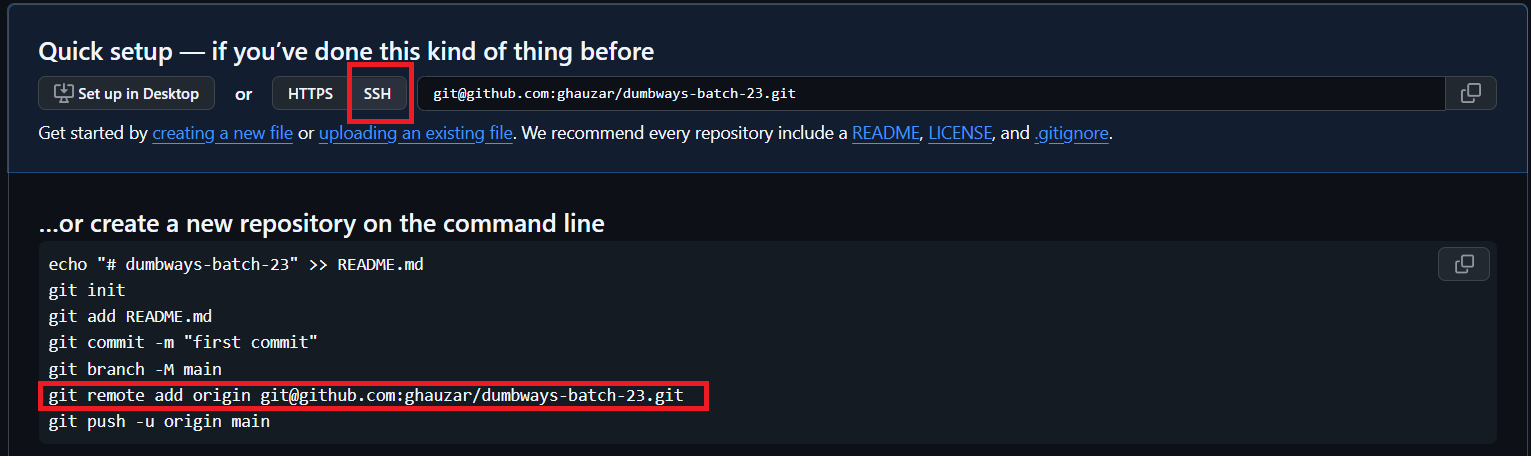 Quick setup — if you’ve done this kind of thing before
Set up in Desktop or HTTPS SSH git@github.com:ghauzar/dumbways-batch-23.git
Get started by creating a new file or uploading an existing file. We recommend every repository include a README, LICENSE, and .gitignore.
…or create a new repository on the command line
echo "# dumbways-batch-23" >> README.md
git init
git add README.md
git commit -m "first commit"
git branch -M main
git remote add origin git@github.com:ghauzar/dumbways-batch-23.git
git push -u origin main